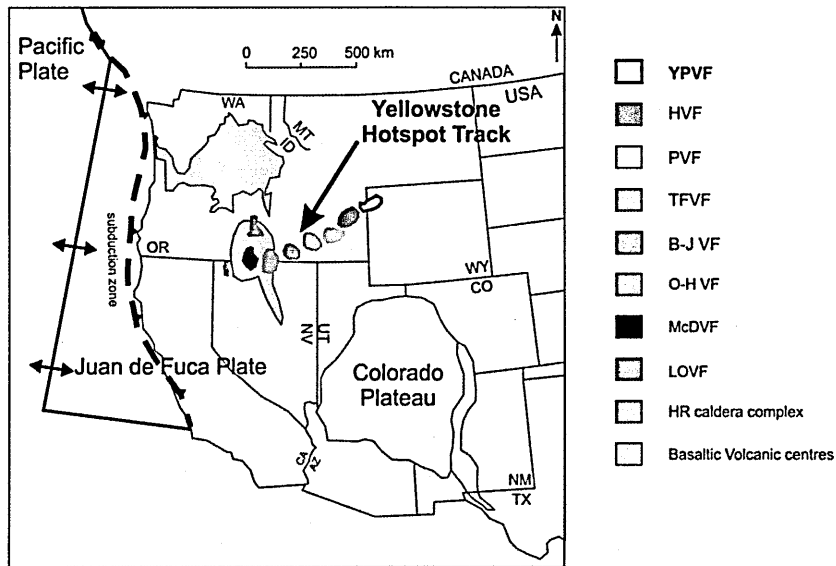 N
0 250 500 km
Pacific
Plate
CANADA
USA
WA
MT
ID
Yellowstone
Hotspot Track
subduction zone
OR
WY
CO
UT
NV
Juan de Fuca Plate
Colorado
Plateau
CA
AZ
NM
TX
YPVF
HVF
PVF
TFVF
B-J VF
O-H VF
McDVF
LOVF
HR caldera complex
Basaltic Volcanic centres